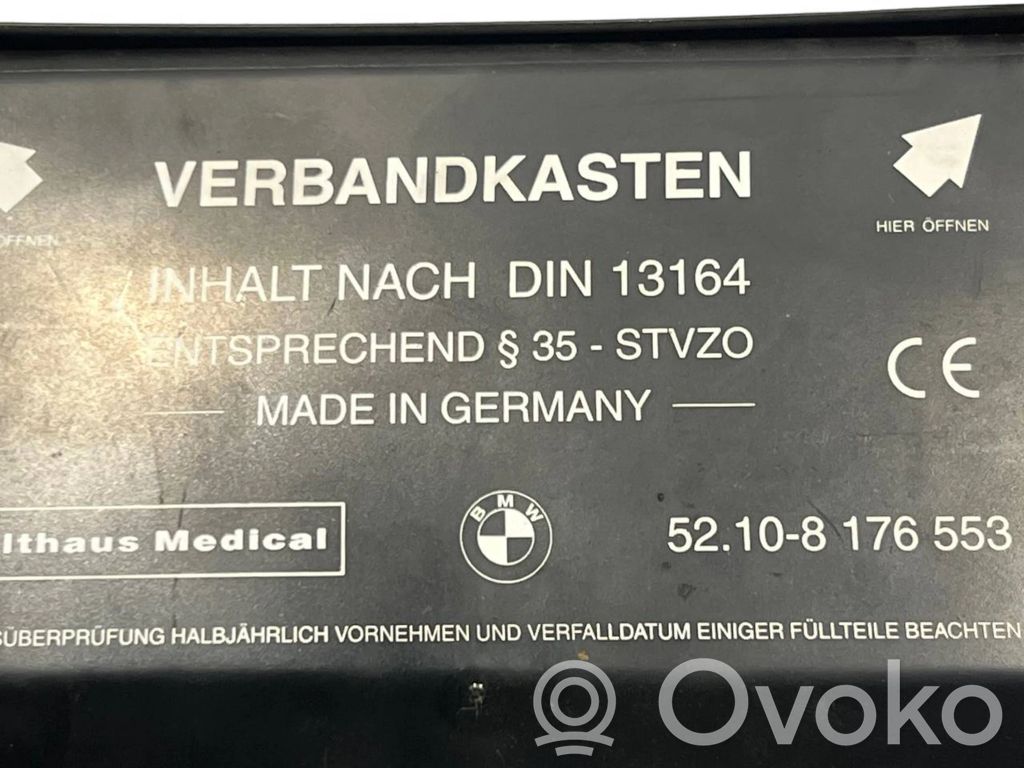 VERBANDKASTEN
HIER ÖFFNEN
ÖFFNEN
INHALT NACH DIN 13164
ENTSPRECHEND § 35 - STVZO
CE
MADE IN GERMANY
lthaus Medical
BMW
52.10-8 176 553
SÜBERPRÜFUNG HALBJÄHRLICH VORNEHMEN UND VERFALLDATUM EINIGER FÜLLTEILE BEACHTEN
Ovoko